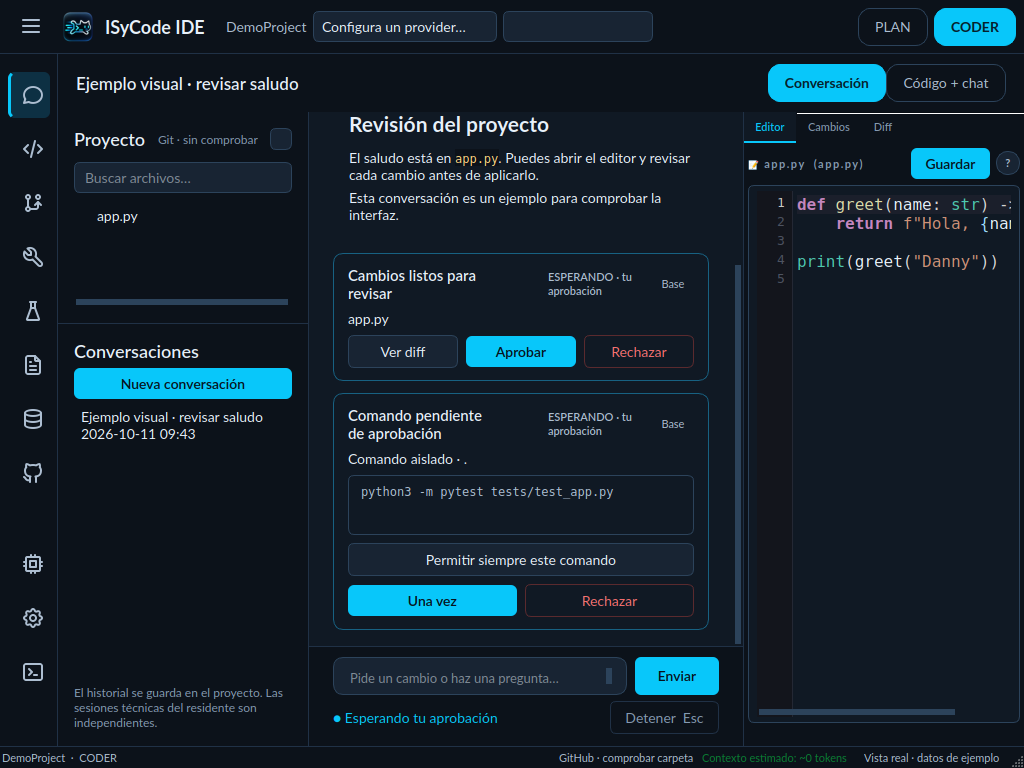 ISyCode IDE
DemoProject
Configura un provider...
PLAN
CODER
Ejemplo visual · revisar saludo
Conversación
Código + chat
Proyecto
Git · sin comprobar
Buscar archivos...
app.py
Conversaciones
Nueva conversación
Ejemplo visual · revisar saludo
2026-10-11 09:43
El historial se guarda en el proyecto. Las
sesiones técnicas del residente son
independientes.
Revisión del proyecto
El saludo está en app.py. Puedes abrir el editor y revisar
cada cambio antes de aplicarlo.
Esta conversación es un ejemplo para comprobar la
interfaz.
Cambios listos para
revisar
ESPERANDO · tu
aprobación
Base
app.py
Ver diff
Aprobar
Rechazar
Comando pendiente
de aprobación
ESPERANDO · tu
aprobación
Base
Comando aislado · .
python3 -m pytest tests/test_app.py
Permitir siempre este comando
Una vez
Rechazar
Pide un cambio o haz una pregunta...
Enviar
● Esperando tu aprobación
Detener Esc
Editor
Cambios
Diff
app.py (app.py)
Guardar
?
1 def greet(name: str) ->
2     return f"Hola, {nam
3
4 print(greet("Danny"))
5
DemoProject · CODER
GitHub · comprobar carpeta
Contexto estimado: ~0 tokens
Vista real · datos de ejemplo